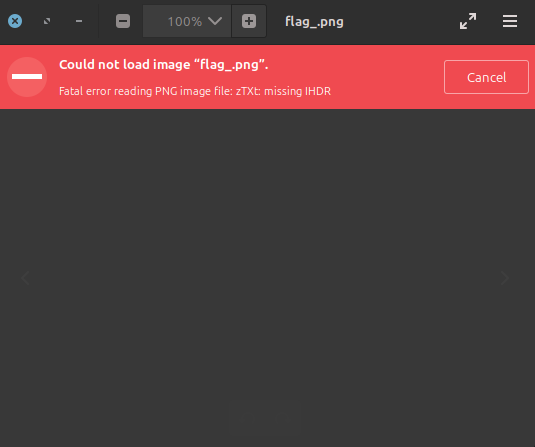 100%
flag_.png
Could not load image “flag_.png”.
Fatal error reading PNG image file: zTXt: missing IHDR
Cancel